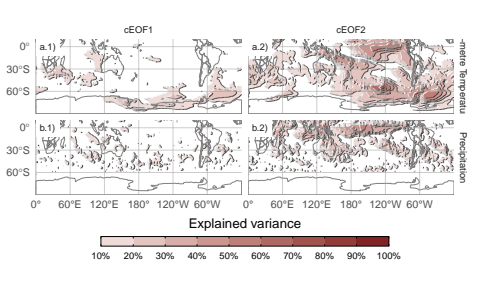 cEOF1 cEOF2
a.1) a.2)
0°
30°S
60°S
-metre Temperatu
b.1) b.2)
0°
30°S
60°S
Precipitation
0° 60°E 120°E 180°W 120°W 60°W 0° 60°E 120°E 180°W 120°W 60°W
Explained variance
10% 20% 30% 40% 50% 60% 70% 80% 90% 100%